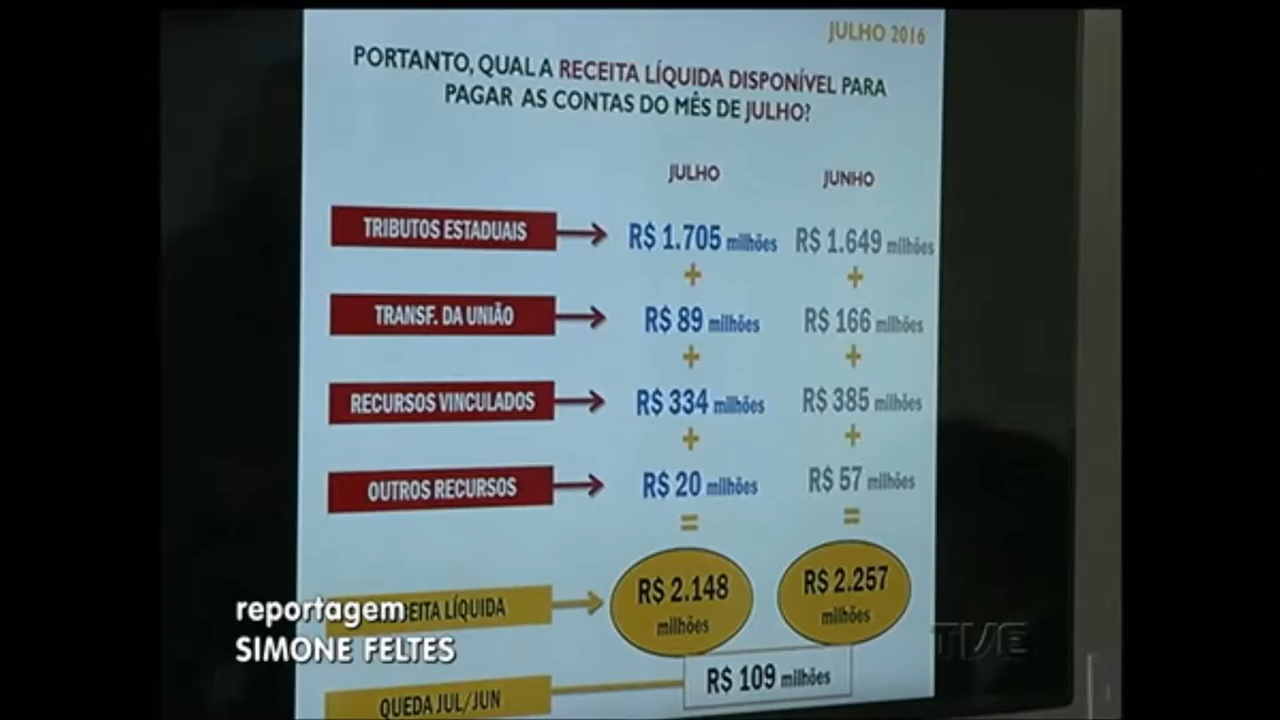 JULHO 2016
PORTANTO, QUAL A RECEITA LÍQUIDA DISPONÍVEL PARA
PAGAR AS CONTAS DO MÊS DE JULHO?
JULHO JUNHO
TRIBUTOS ESTADUAIS R$ 1.705 milhões R$ 1.649 milhões
+ +
TRANSF. DA UNIÃO R$ 89 milhões R$ 166 milhões
+ +
RECURSOS VINCULADOS R$ 334 milhões R$ 385 milhões
+ +
OUTROS RECURSOS R$ 20 milhões R$ 57 milhões
= =
LÍQUIDA R$ 2.148 milhões R$ 2.257 milhões
reportagem
SIMONE FELTES
TVE
QUEDA JUL/JUN R$ 109 milhões